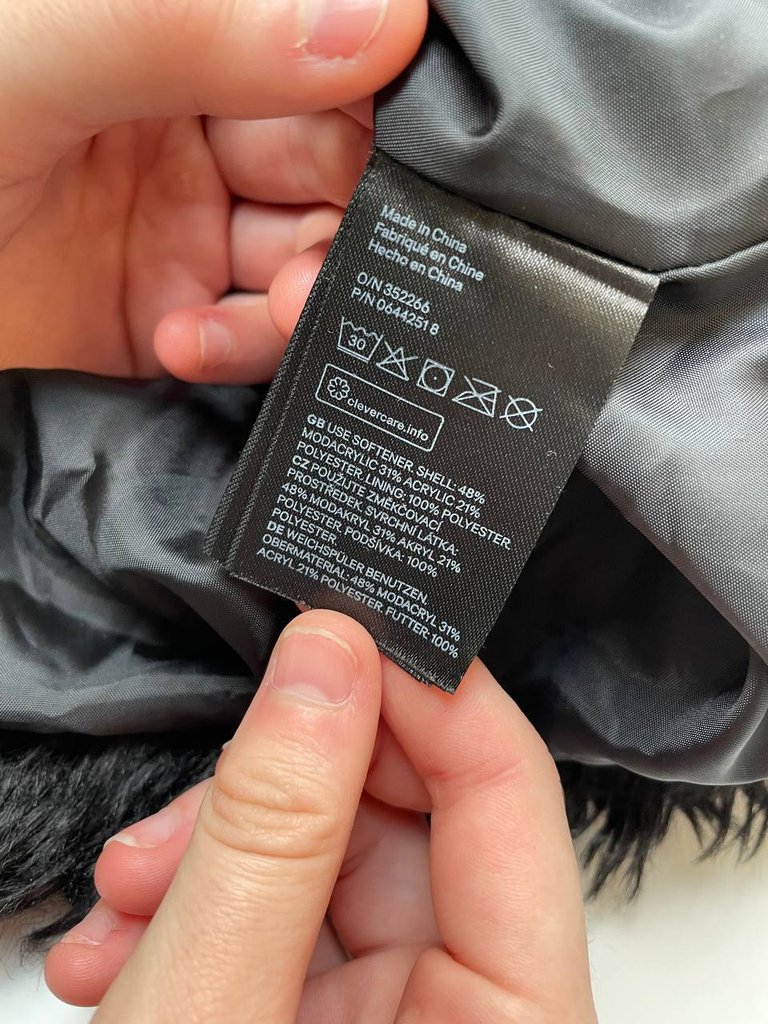 Made in China
Fabriqué en Chine
Hecho en China
O/N 352266
P/N 0644251 8
30
clevercare.info
GB USE SOFTENER SHELL: 48%
MODACRYLIC 31% ACRYLIC 21%
POLYESTER. LINING: 100% POLYESTER.
CZ POUŽIJTE ZMĚKČOVACÍ
PROSTŘEDEK. SVRCHNÍ LÁTKA:
48% MODAKRYL 31% AKRYL 21%
POLYESTER. PODŠÍVKA: 100%
POLYESTER.
DE WEICHSPÜLER BENUTZEN.
OBERMATERIAL: 48% MODACRYL 31%
ACRYL 21% POLYESTER. FUTTER: 100%